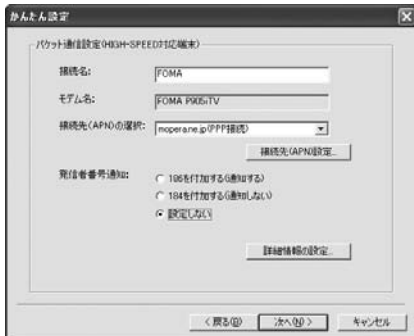 かんたん設定
パケット通信設定(HIGH-SPEED対応端末)
接続名: FOMA
モデム名: FOMA P905iTV
接続先(APN)の選択: mopera.ne.jp(PPP接続)
接続先(APN)設定...
発信者番号通知: 186を付加する(通知する)
184を付加する(通知しない)
設定しない
詳細情報の設定...
< 戻る(B) 次へ(N) > キャンセル